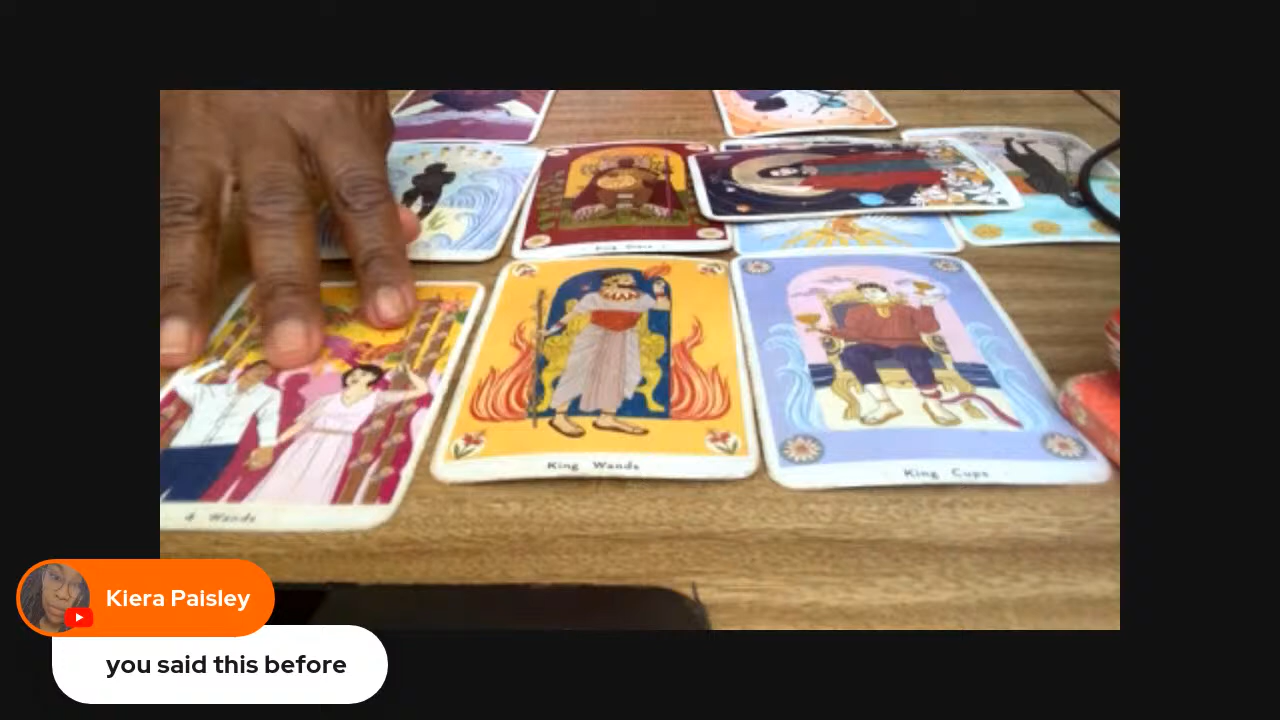 King Wands
King Cups
4 Wands
Kiera Paisley
you said this before